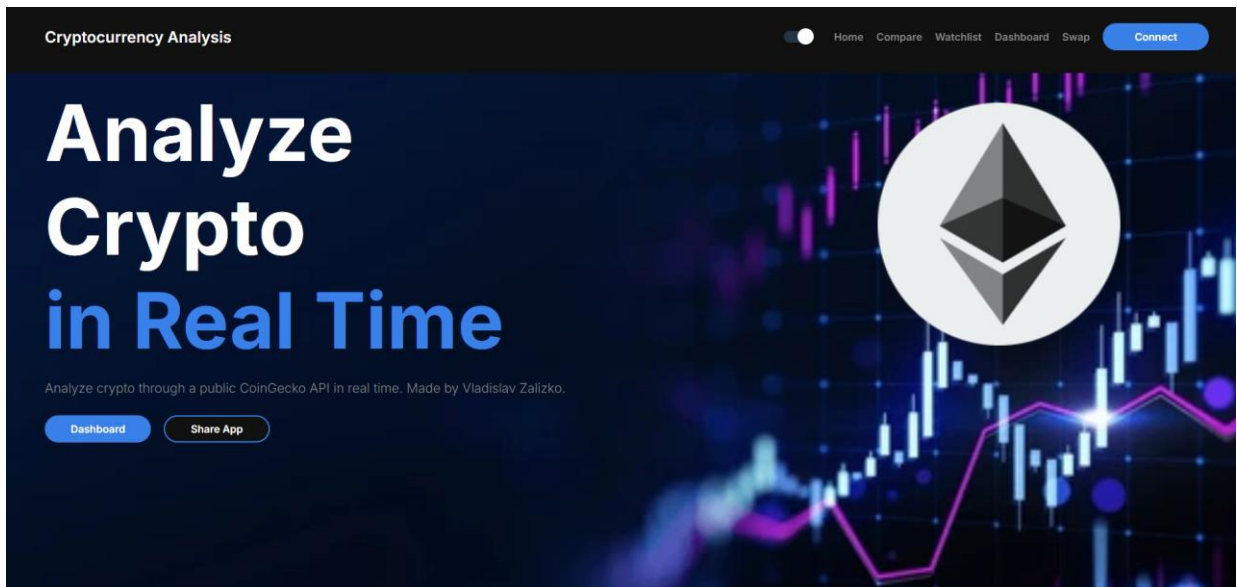 Cryptocurrency Analysis
Home Compare Watchlist Dashboard Swap Connect
Analyze
Crypto
in Real Time
Analyze crypto through a public CoinGecko API in real time. Made by Vladislav Zalizko.
Dashboard Share App